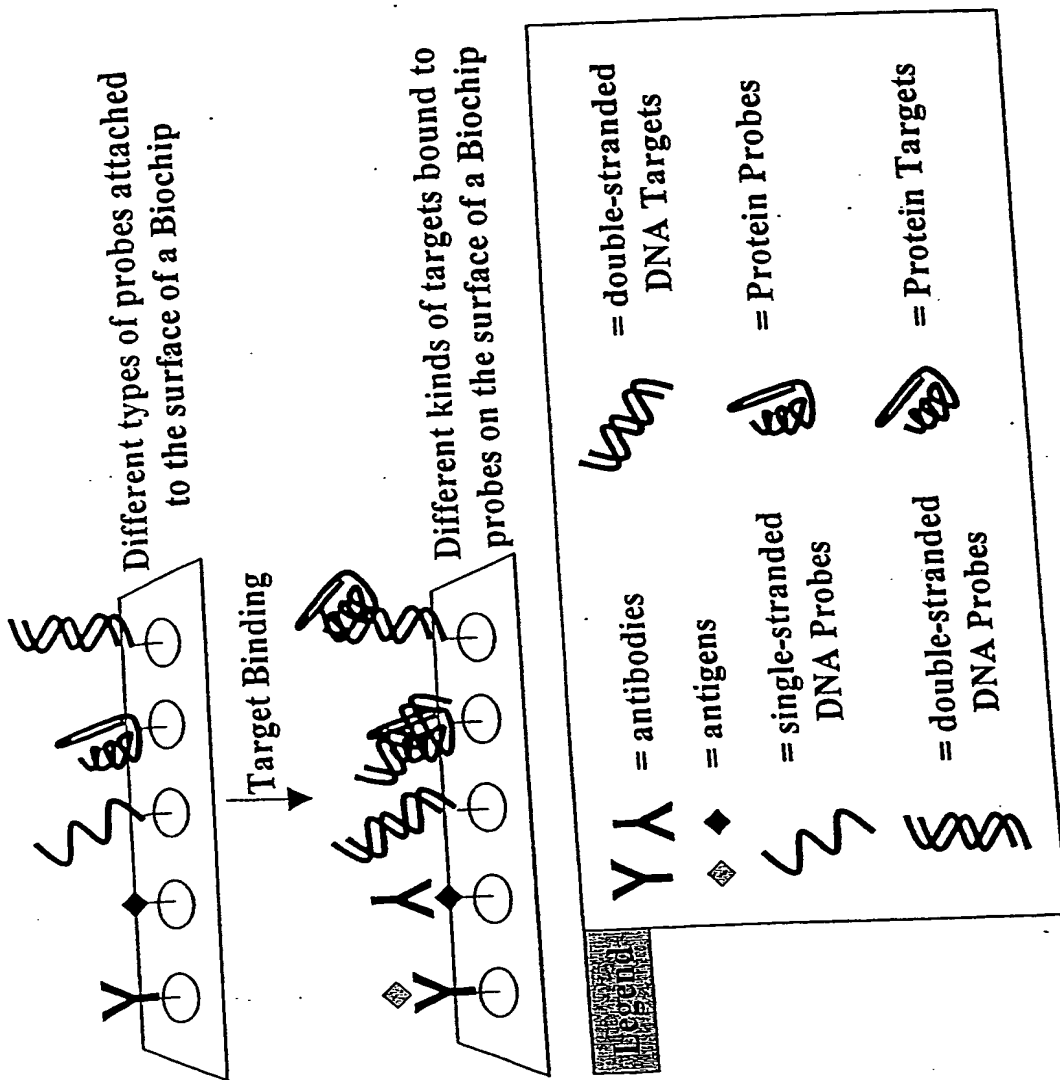 Different types of probes attached
to the surface of a Biochip
Target Binding
Different kinds of targets bound to
probes on the surface of a Biochip
Legend
= antibodies
= antigens
= single-stranded
DNA Probes
= double-stranded
DNA Probes
= double-stranded
DNA Targets
= Protein Probes
= Protein Targets